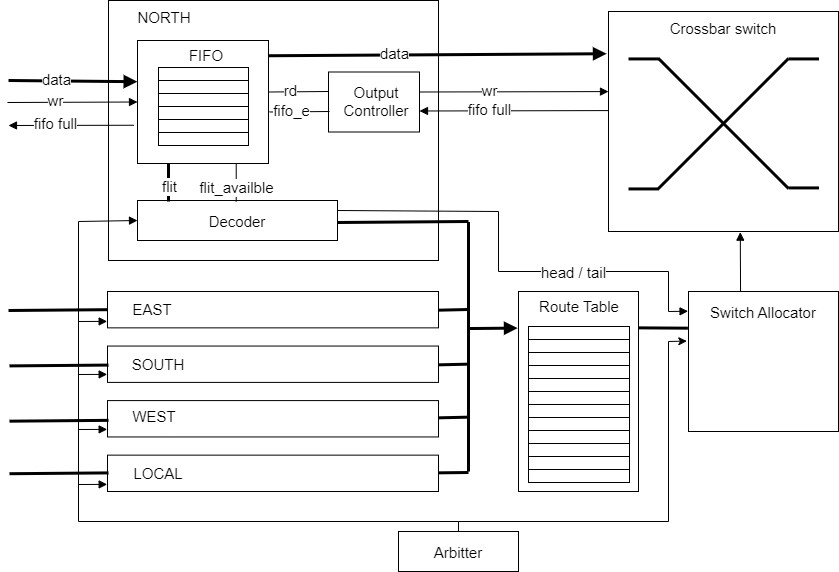 NORTH
Crossbar switch
FIFO
data
data
wr
fifo full
rd
fifo_e
Output
Controller
wr
fifo full
flit
flit_availble
Decoder
head / tail
EAST
Route Table
Switch Allocator
SOUTH
WEST
LOCAL
Arbitter